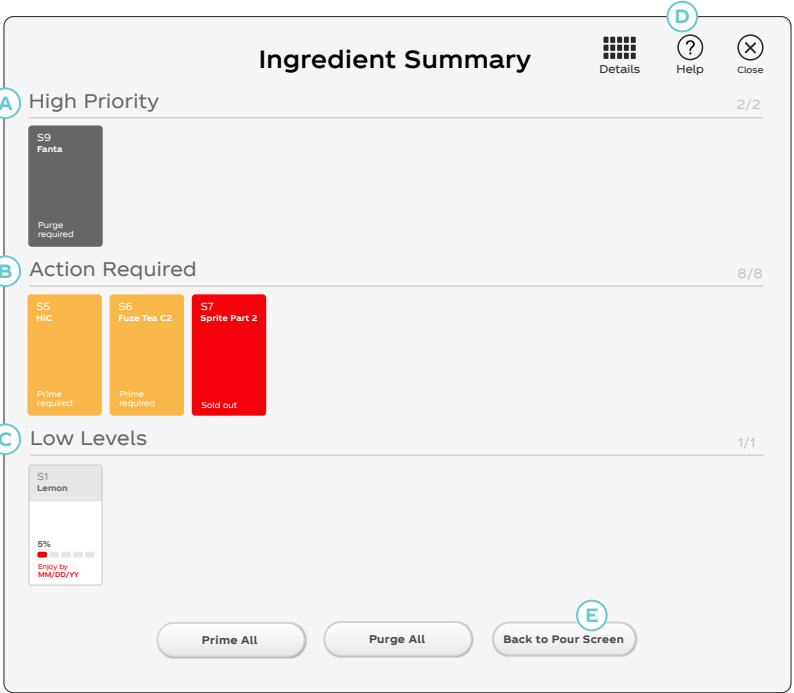 D
Ingredient Summary
Details
Help
Close
A
High Priority
2/2
S9
Fanta
Purge
required
B
Action Required
8/8
S5
HiC
Prime
required
S6
Fuze Tea C2
Prime
required
S7
Sprite Part 2
Sold out
C
Low Levels
1/1
S1
Lemon
5%
Enjoy by
MM/DD/YY
E
Prime All
Purge All
Back to Pour Screen